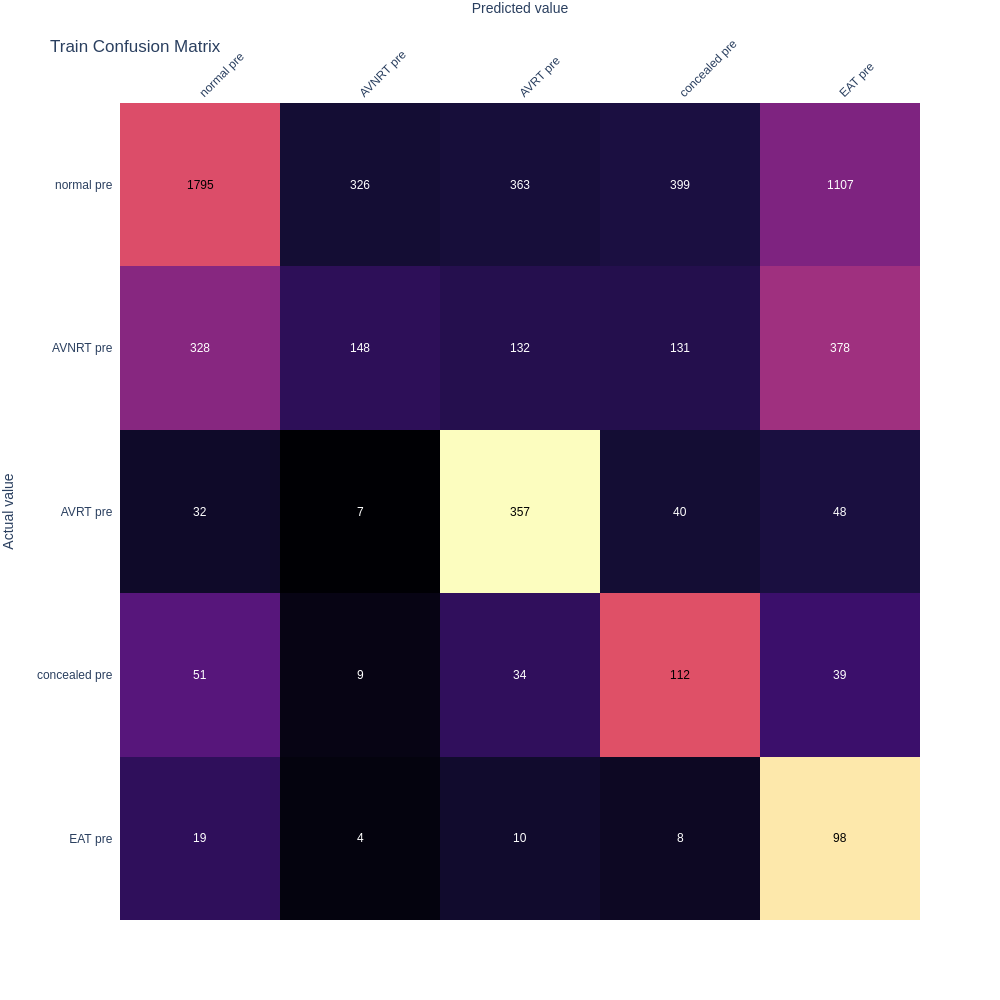 Predicted value
Train Confusion Matrix
normal pre AVNRT pre AVRT pre concealed pre EAT pre
normal pre 1795 326 363 399 1107
AVNRT pre 328 148 132 131 378
Actual value
AVRT pre 32 7 357 40 48
concealed pre 51 9 34 112 39
EAT pre 19 4 10 8 98